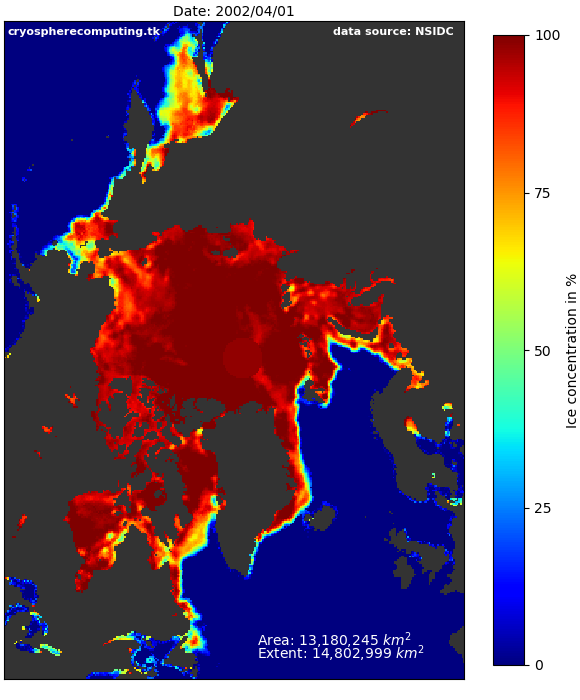 Date: 2002/04/01
cryospherecomputing.tk
data source: NSIDC
100
75
50
25
0
Ice concentration in %
Area: 13,180,245 km²
Extent: 14,802,999 km²